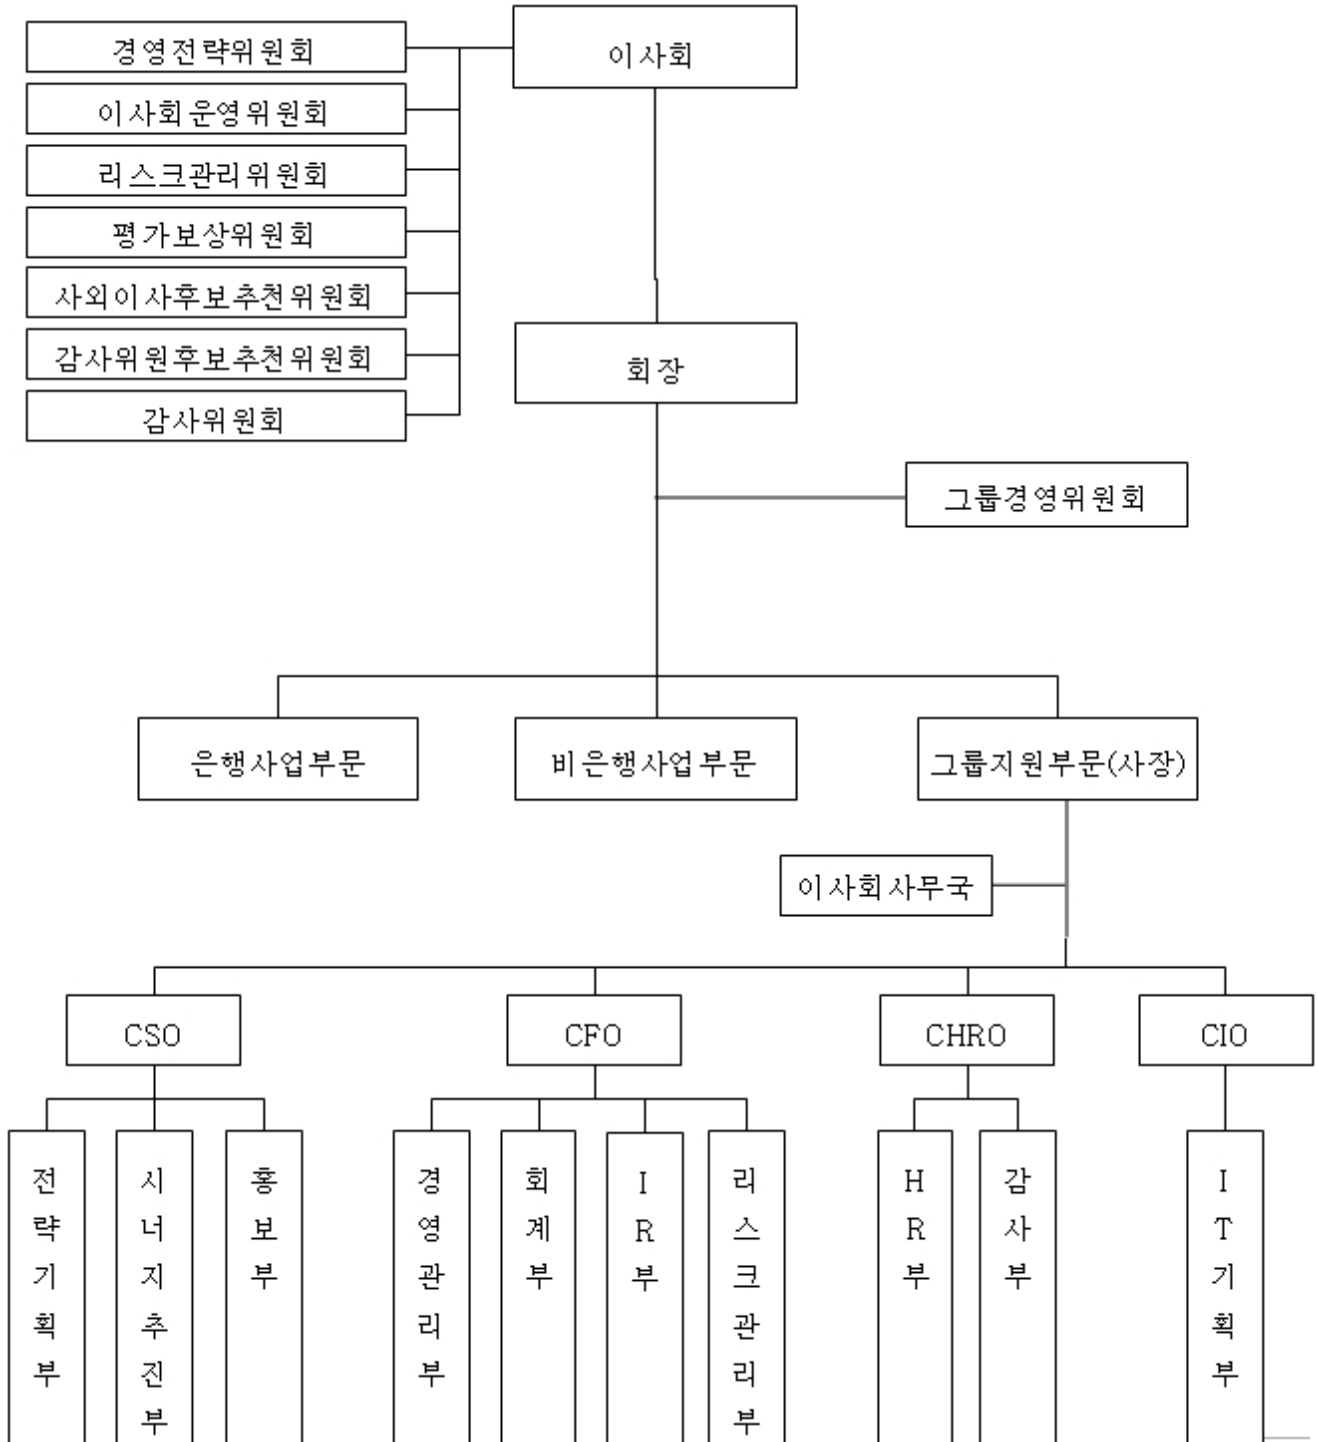 이사회
경영전략위원회
이사회운영위원회
리스크관리위원회
평가보상위원회
사외이사후보추천위원회
감사위원후보추천위원회
감사위원회
회장
그룹경영위원회
은행사업부문
비은행사업부문
그룹지원부문(사장)
이사회사무국
CSO
CFO
CHRO
CIO
전략기획부
시너지추진부
홍보부
경영관리부
회계부
IR부
리스크관리부
HR부
감사부
IT기획부